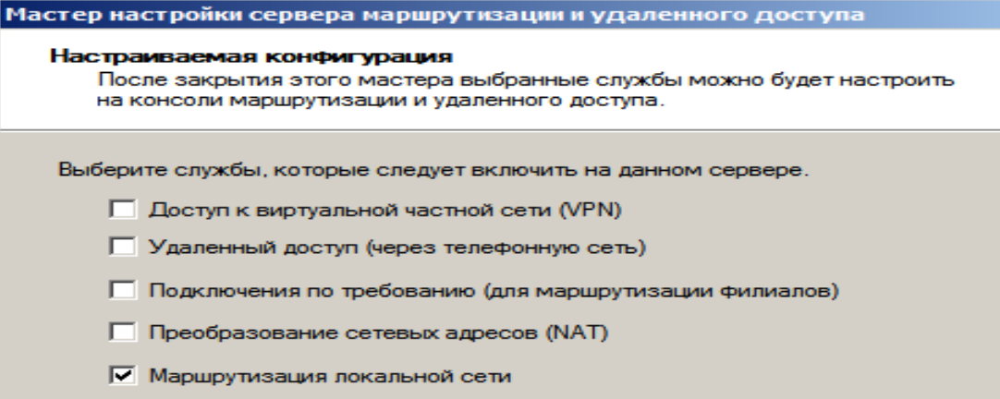 Мастер настройки сервера маршрутизации и удаленного доступа
Настраиваемая конфигурация
После закрытия этого мастера выбранные службы можно будет настроить
на консоли маршрутизации и удаленного доступа.
Выберите службы, которые следует включить на данном сервере.
Доступ к виртуальной частной сети (VPN)
Удаленный доступ (через телефонную сеть)
Подключения по требованию (для маршрутизации филиалов)
Преобразование сетевых адресов (NAT)
Маршрутизация локальной сети